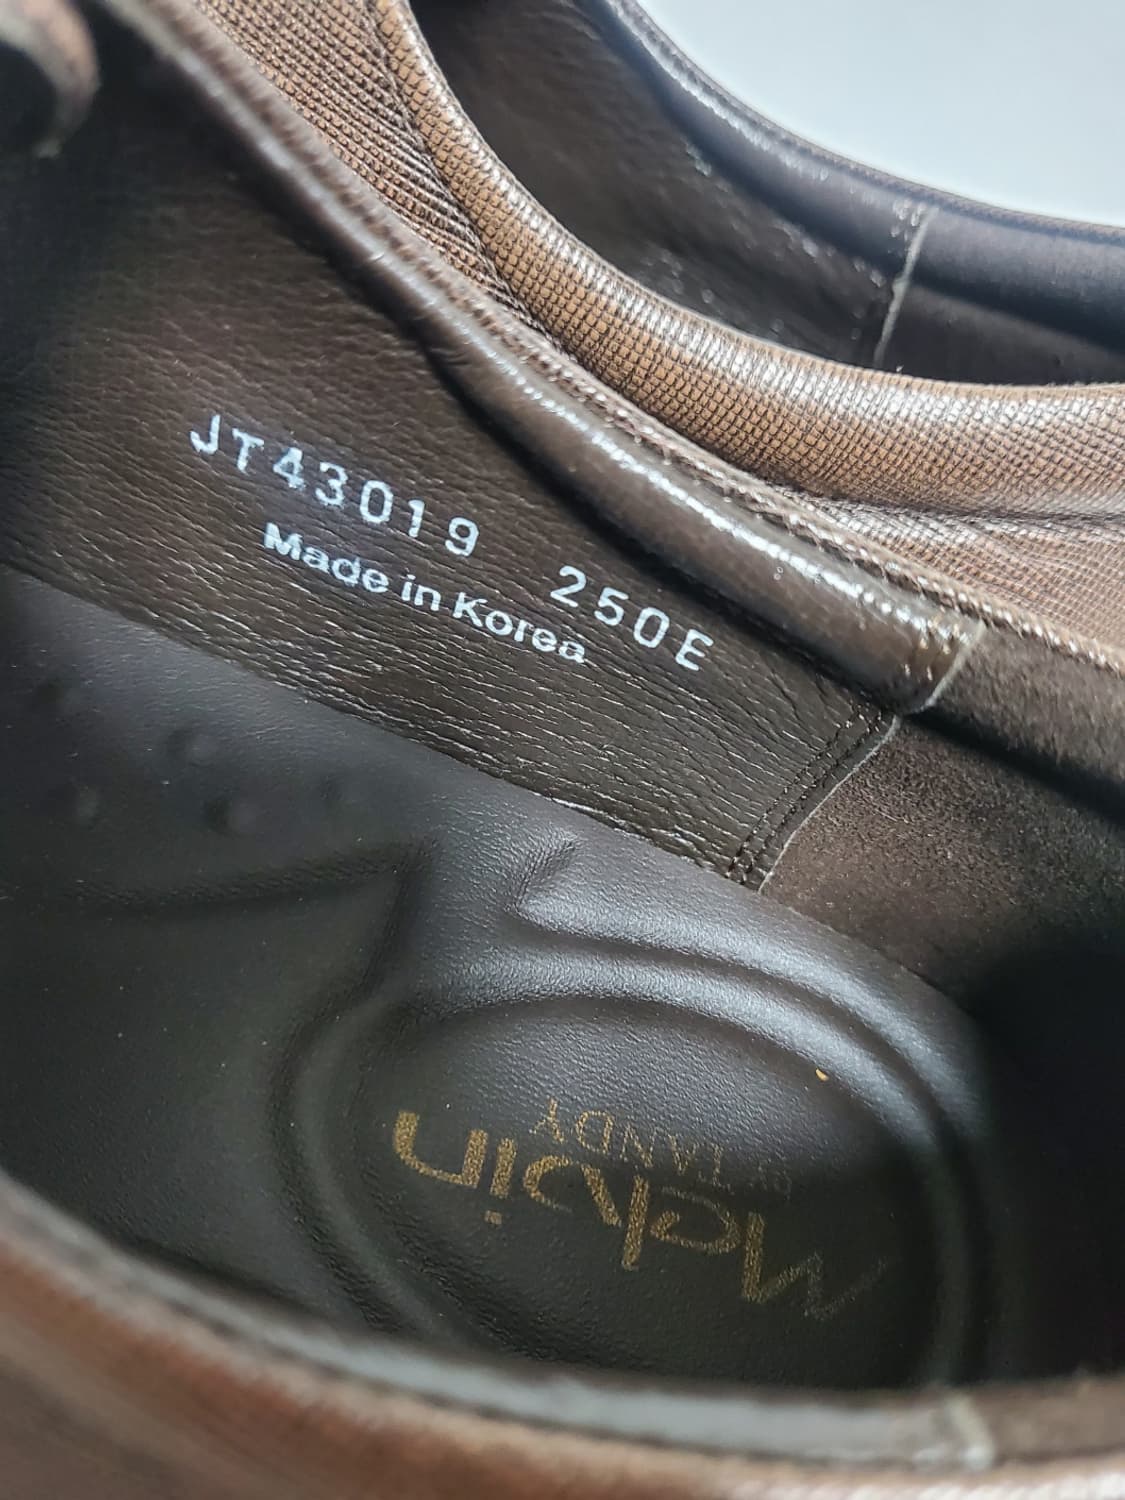 JT43019 250E
Made in Korea
Melvin
BY TANDY